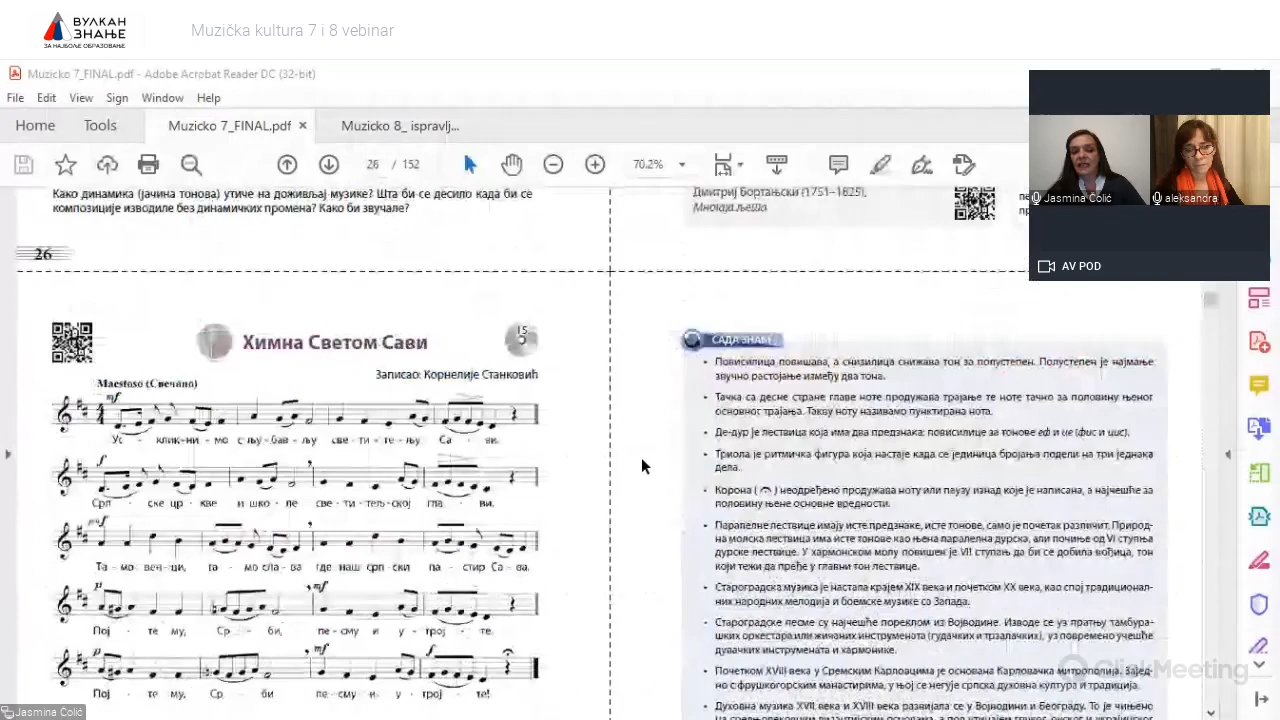 ВУЛКАН
ЗНАЊЕ
ЗА НАЈБОЉЕ ОБРАЗОВАЊЕ
Muzička kultura 7 i 8 vebinar
Muzicko 7_FINAL.pdf - Adobe Acrobat Reader DC (32-bit)
File Edit View Sign Window Help
Home Tools Muzicko 7_FINAL.pdf × Muzicko 8_ ispravlj...
26 / 152 70.2%
Како динамика (јачина тонова) утиче на доживљај музике? Шта би се десило када би се
композиције изводиле без динамичких промена? Како би звучале?
26
Дмитриј Бортањски (1751–1825),
Многаја љета
Jasmina Čolić aleksandra
AV POD
Химна Светом Сави
15
Записао: Корнелије Станковић
Maestoso (Свечано)
mf
Ус - клик-ни - мо с љу-бав - љу све-ти-те-љу Са - ви.
f
Срп - ске цр - кве и шко-ле све-ти-тељ-ској гла - ви.
mf
Та-мо вен-ци, та-мо сла-ва где наш срп-ски па-стир Са-ва.
p mf
Пој - те му, Ср - би, пе-сму и у-трој-те.
p mf f
Пој - те му, Ср - би пе-сму и у-трој-те!
САДА ЗНАМ
• Повисилица повишава, а снизилица снижава тон за полустепен. Полустепен је најмање
звучно растојање између два тона.
• Тачка са десне стране главе ноте продужава трајање те ноте тачно за половину њеног
основног трајања. Такву ноту називамо пунктирана нота.
• Де-дур је лествица која има два предзнака: повисилице за тонове еф и це (фис и цис).
• Триола је ритмичка фигура која настаје када се јединица бројања подели на три једнака
дела.
• Корона ( 𝄐 ) неодређено продужава ноту или паузу изнад које је написана, а најчешће за
половину њене основне вредности.
• Паралелне лествице имају исте предзнаке, исте тонове, само је почетак различит. Природ-
на молска лествица има исте тонове као њена паралелна дурска, али почиње од VI ступња
дурске лествице. У хармонском молу повишен је VII ступањ да би се добила вођица, тон
који тежи да пређе у главни тон лествице.
• Староградска музика је настала крајем XIX века и почетком XX века, као спој традиционал-
них народних мелодија и боемске музике со Запада.
• Староградске песме су најчешће пореклом из Војводине. Изводе се уз пратњу тамбура-
шких оркестара или жичаних инструмената (гудачких и трзалачких), уз повремено учешће
дувачких инструмената и хармонике.
• Почетком XVIII века у Сремским Карловцима је основана Карловачка митрополија. Зајед-
но с фрушкогорским манастирима, у њој се негује српска духовна култура и традиција.
• Духовна музика XVII века и XVIII века развијала се у Војводини и Београду. То је чињено
ClickMeeting
Jasmina Čolić